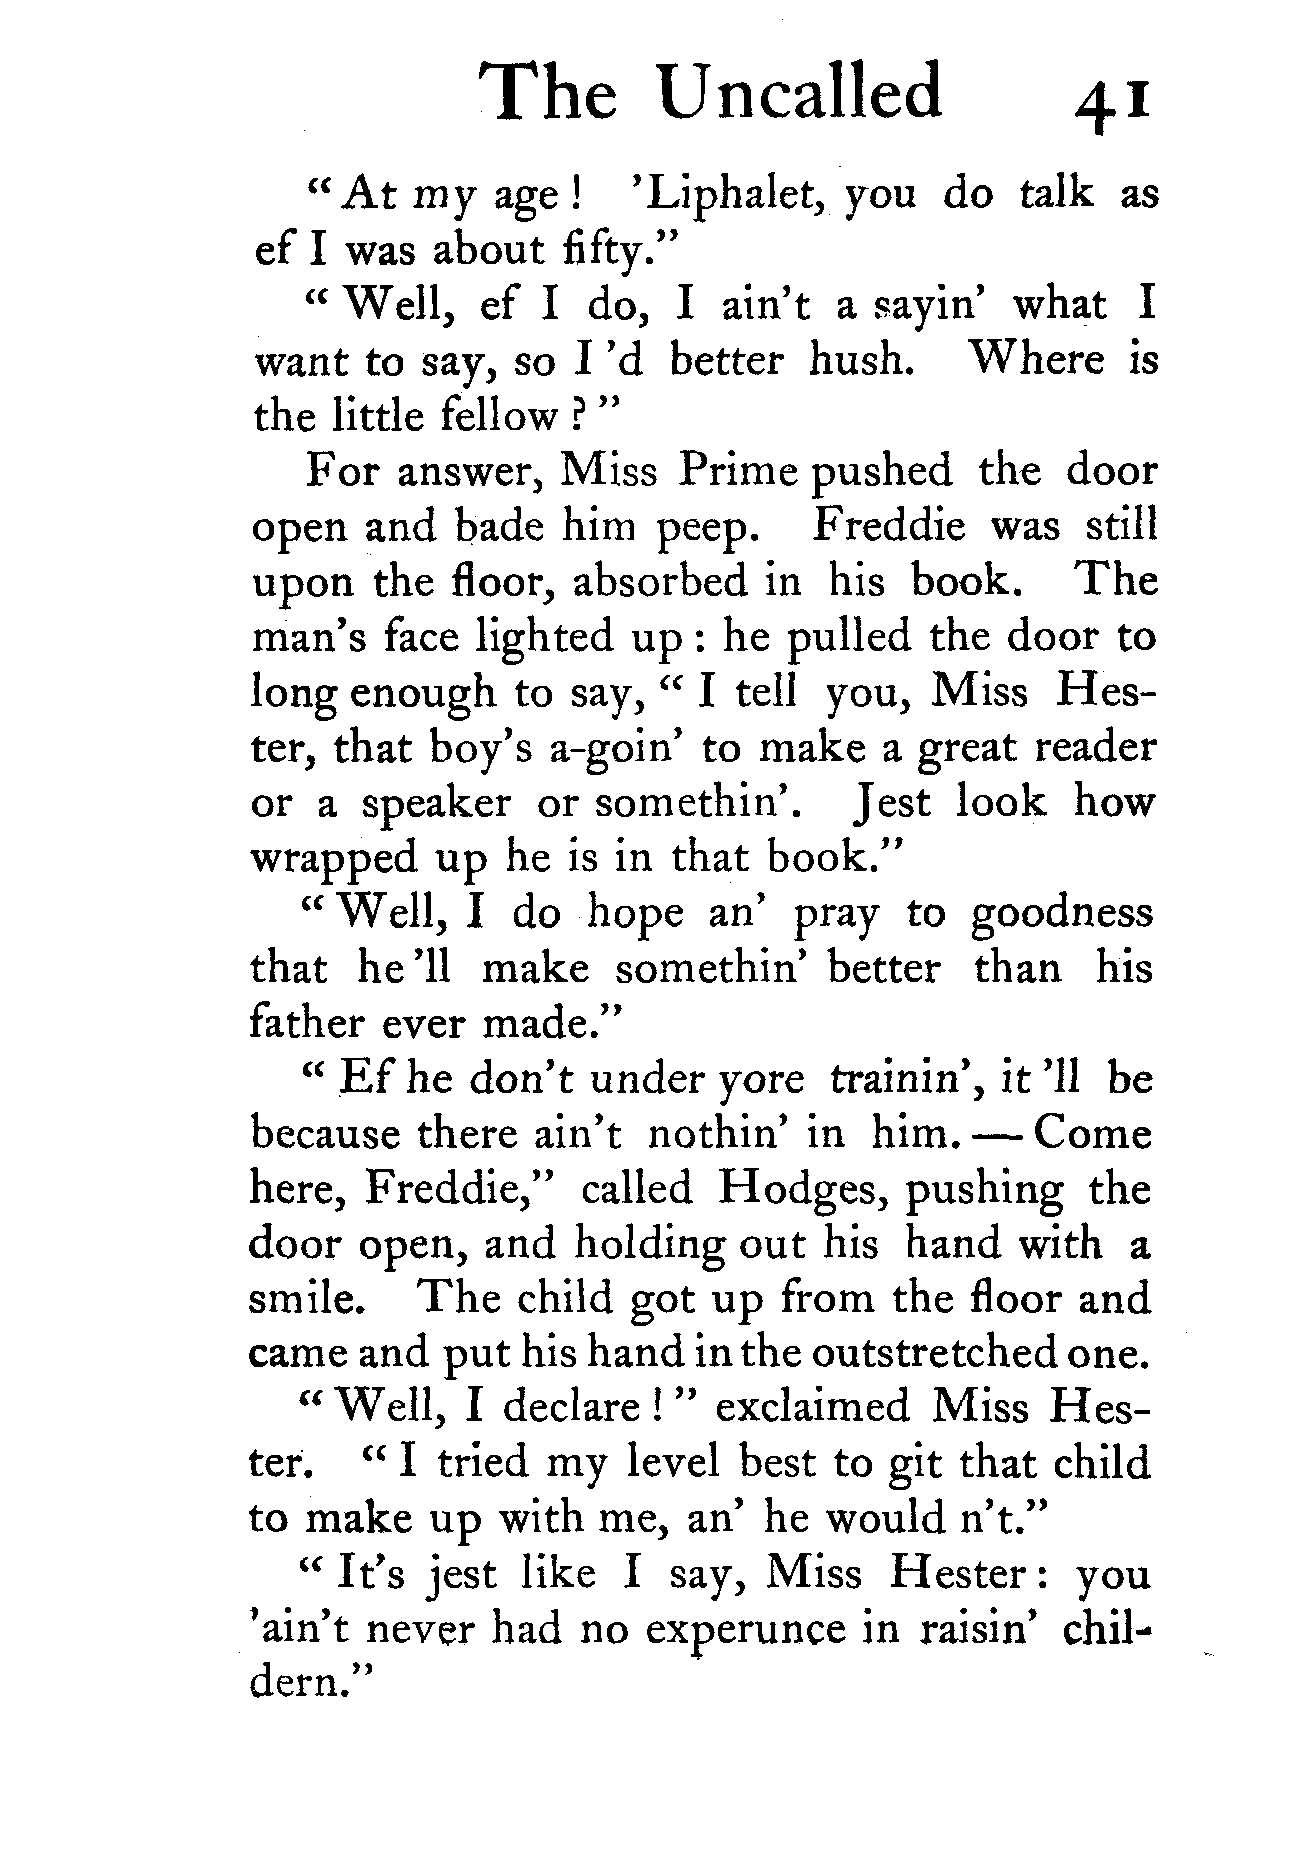 The Uncalled 41
“At my age! ’Liphalet, you do talk as
ef I was about fifty.”
“Well, ef I do, I ain’t a sayin’ what I
want to say, so I ’d better hush. Where is
the little fellow?”
For answer, Miss Prime pushed the door
open and bade him peep. Freddie was still
upon the floor, absorbed in his book. The
man’s face lighted up: he pulled the door to
long enough to say, “I tell you, Miss Hes-
ter, that boy’s a-goin’ to make a great reader
or a speaker or somethin’. Jest look how
wrapped up he is in that book.”
“Well, I do hope an’ pray to goodness
that he ’ll make somethin’ better than his
father ever made.”
“Ef he don’t under yore trainin’, it ’ll be
because there ain’t nothin’ in him. — Come
here, Freddie,” called Hodges, pushing the
door open, and holding out his hand with a
smile. The child got up from the floor and
came and put his hand in the outstretched one.
“Well, I declare!” exclaimed Miss Hes-
ter. “I tried my level best to git that child
to make up with me, an’ he would n’t.”
“It’s jest like I say, Miss Hester: you
’ain’t never had no experunce in raisin’ chil-
dern.”